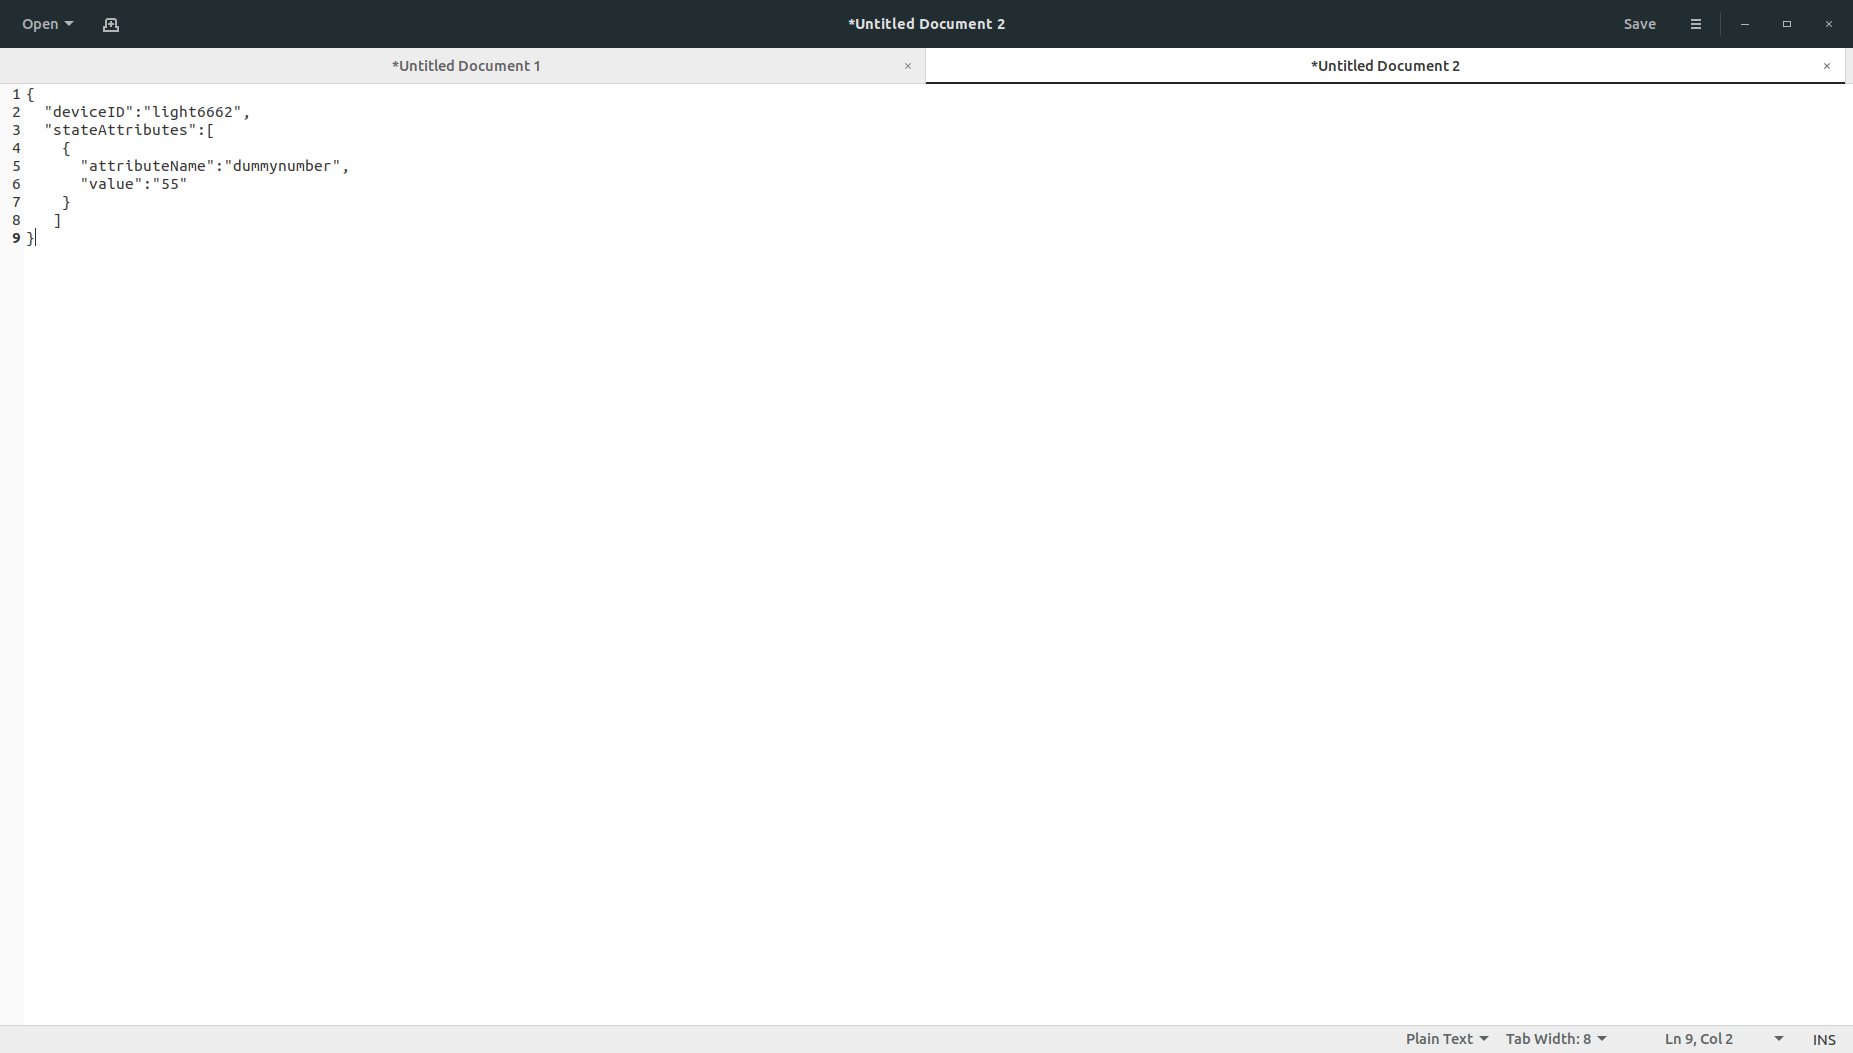 Open
*Untitled Document 2
Save
*Untitled Document 1
*Untitled Document 2
1 {
2   "deviceID":"light6662",
3   "stateAttributes":[
4     {
5       "attributeName":"dummynumber",
6       "value":"55"
7     }
8    ]
9 }
Plain Text Tab Width: 8 Ln 9, Col 2 INS